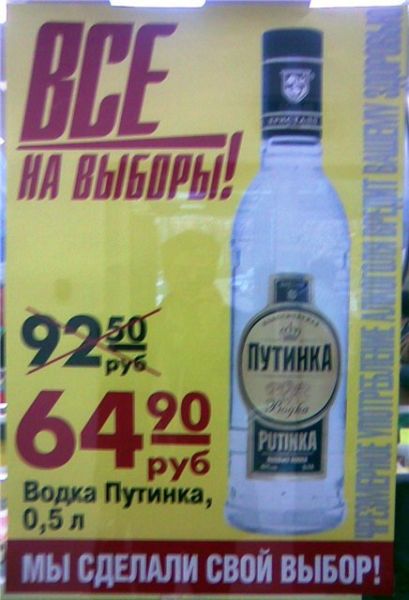 ВСЕ
НА ВЫБОРЫ!
92 50
руб
64 90
руб
Водка Путинка,
0,5 л
МЫ СДЕЛАЛИ СВОЙ ВЫБОР!
КРИСТАЛЛ
ПУТИНКА
Водка
PUTINKA
ЧРЕЗМЕРНОЕ УПОТРЕБЛЕНИЕ АЛКОГОЛЯ ВРЕДИТ ВАШЕМУ ЗДОРОВЬЮ